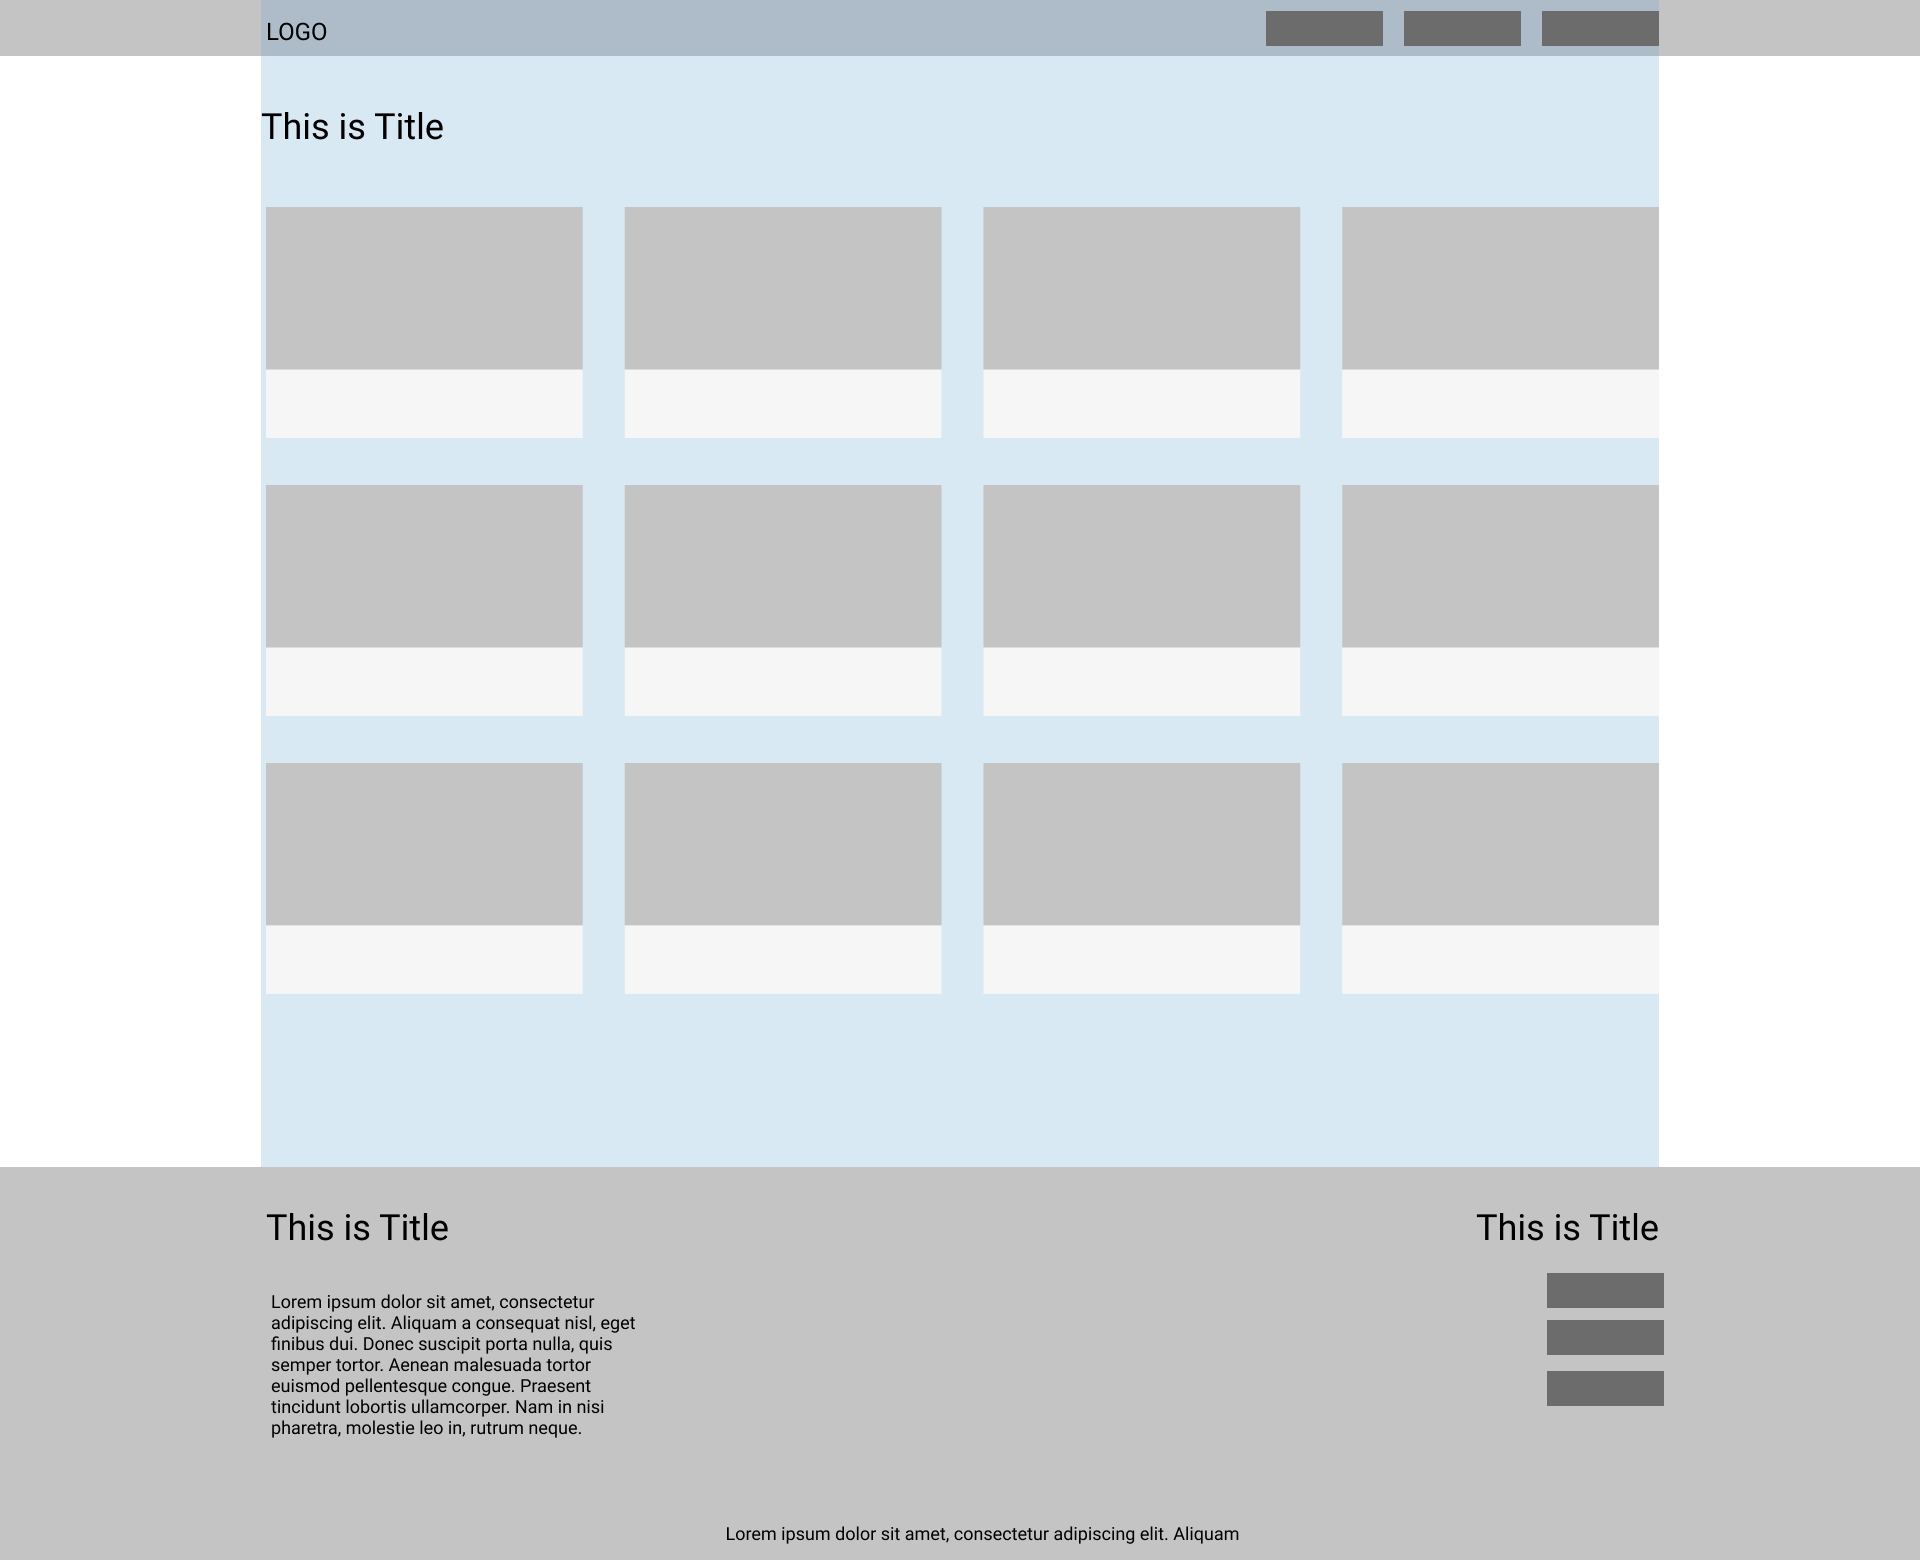 LOGO
This is Title
This is Title
This is Title
Lorem ipsum dolor sit amet, consectetur
adipiscing elit. Aliquam a consequat nisl, eget
finibus dui. Donec suscipit porta nulla, quis
semper tortor. Aenean malesuada tortor
euismod pellentesque congue. Praesent
tincidunt lobortis ullamcorper. Nam in nisi
pharetra, molestie leo in, rutrum neque.
Lorem ipsum dolor sit amet, consectetur adipiscing elit. Aliquam